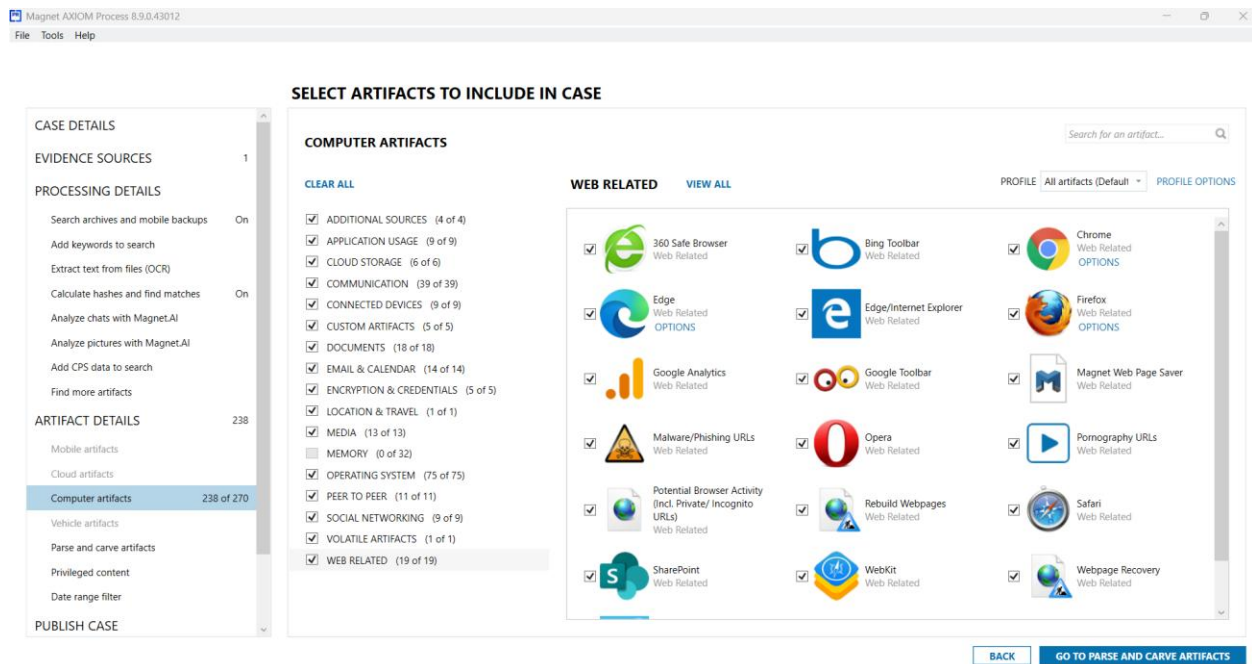 Magnet AXIOM Process 8.9.0.43012
File Tools Help
SELECT ARTIFACTS TO INCLUDE IN CASE
CASE DETAILS
EVIDENCE SOURCES 1
PROCESSING DETAILS
Search archives and mobile backups On
Add keywords to search
Extract text from files (OCR)
Calculate hashes and find matches On
Analyze chats with Magnet.AI
Analyze pictures with Magnet.AI
Add CPS data to search
Find more artifacts
ARTIFACT DETAILS 238
Mobile artifacts
Cloud artifacts
Computer artifacts 238 of 270
Vehicle artifacts
Parse and carve artifacts
Privileged content
Date range filter
PUBLISH CASE
COMPUTER ARTIFACTS
Search for an artifact...
CLEAR ALL
ADDITIONAL SOURCES (4 of 4)
APPLICATION USAGE (9 of 9)
CLOUD STORAGE (6 of 6)
COMMUNICATION (39 of 39)
CONNECTED DEVICES (9 of 9)
CUSTOM ARTIFACTS (5 of 5)
DOCUMENTS (18 of 18)
EMAIL & CALENDAR (14 of 14)
ENCRYPTION & CREDENTIALS (5 of 5)
LOCATION & TRAVEL (1 of 1)
MEDIA (13 of 13)
MEMORY (0 of 32)
OPERATING SYSTEM (75 of 75)
PEER TO PEER (11 of 11)
SOCIAL NETWORKING (9 of 9)
VOLATILE ARTIFACTS (1 of 1)
WEB RELATED (19 of 19)
WEB RELATED VIEW ALL
PROFILE All artifacts (Default PROFILE OPTIONS
360 Safe Browser
Web Related
Bing Toolbar
Web Related
Chrome
Web Related
OPTIONS
Edge
Web Related
OPTIONS
Edge/Internet Explorer
Web Related
Firefox
Web Related
OPTIONS
Google Analytics
Web Related
Google Toolbar
Web Related
Magnet Web Page Saver
Web Related
Malware/Phishing URLs
Web Related
Opera
Web Related
Pornography URLs
Web Related
Potential Browser Activity
(Incl. Private/ Incognito
URLs)
Web Related
Rebuild Webpages
Web Related
Safari
Web Related
SharePoint
Web Related
WebKit
Web Related
Webpage Recovery
Web Related
BACK
GO TO PARSE AND CARVE ARTIFACTS